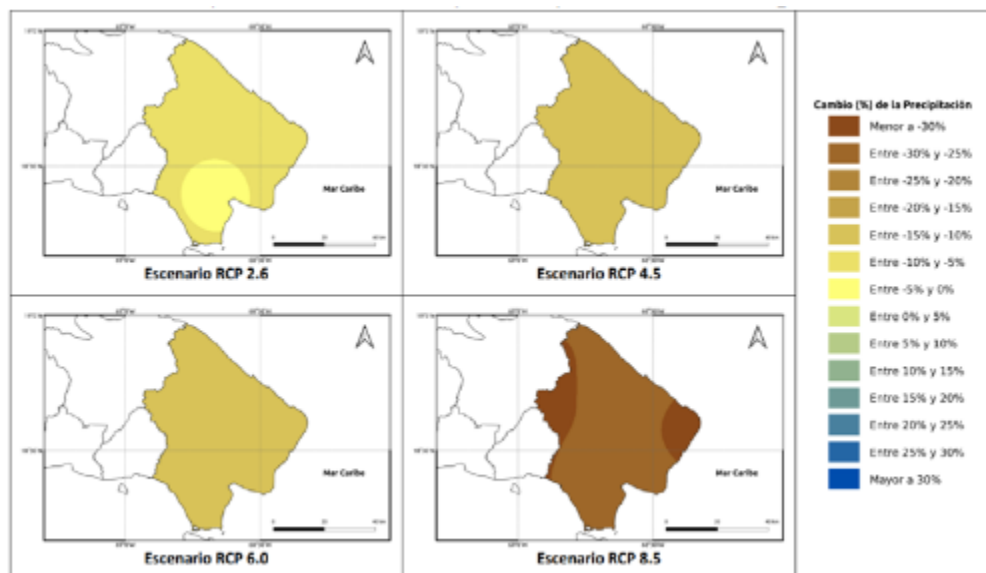 Mar Caribe
Escenario RCP 2.6
Mar Caribe
Escenario RCP 4.5
Mar Caribe
Escenario RCP 6.0
Mar Caribe
Escenario RCP 8.5
Cambio (%) de la Precipitación
Menor a -30%
Entre -30% y -25%
Entre -25% y -20%
Entre -20% y -15%
Entre -15% y -10%
Entre -10% y -5%
Entre -5% y 0%
Entre 0% y 5%
Entre 5% y 10%
Entre 10% y 15%
Entre 15% y 20%
Entre 20% y 25%
Entre 25% y 30%
Mayor a 30%